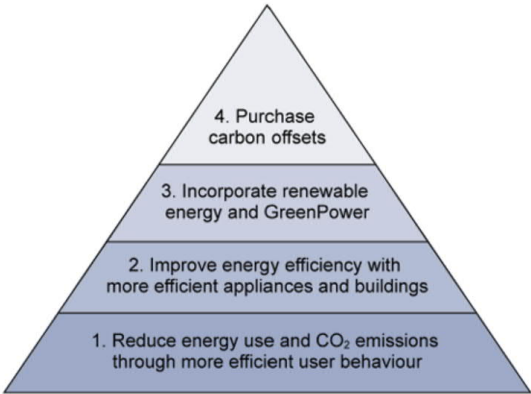 4. Purchase
carbon offsets
3. Incorporate renewable
energy and GreenPower
2. Improve energy efficiency with
more efficient appliances and buildings
1. Reduce energy use and CO₂ emissions
through more efficient user behaviour